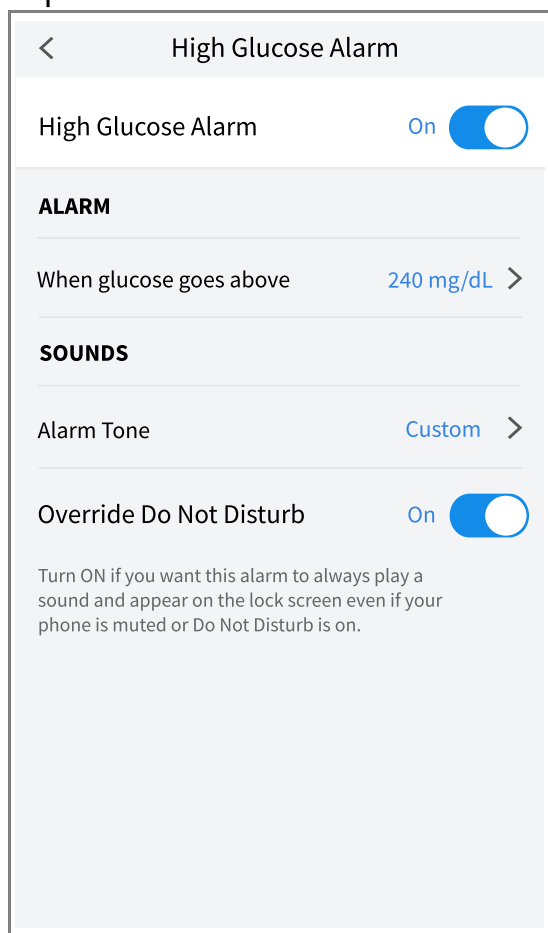 High Glucose Alarm
High Glucose Alarm On
ALARM
When glucose goes above 240 mg/dL
SOUNDS
Alarm Tone Custom
Override Do Not Disturb On
Turn ON if you want this alarm to always play a
sound and appear on the lock screen even if your
phone is muted or Do Not Disturb is on.